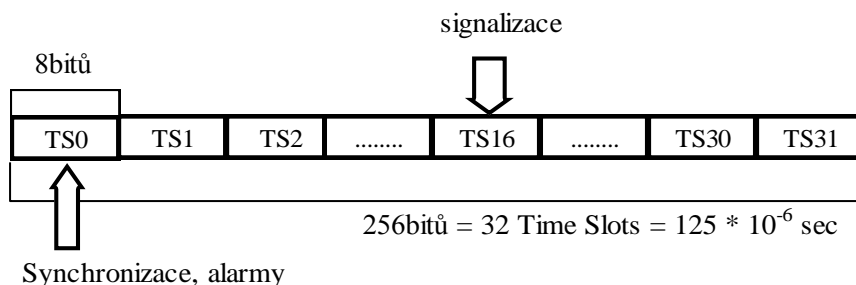 signalizace
8bitů
TS0 TS1 TS2 ........ TS16 ........ TS30 TS31
256bitů = 32 Time Slots = 125 * 10⁻⁶ sec
Synchronizace, alarmy